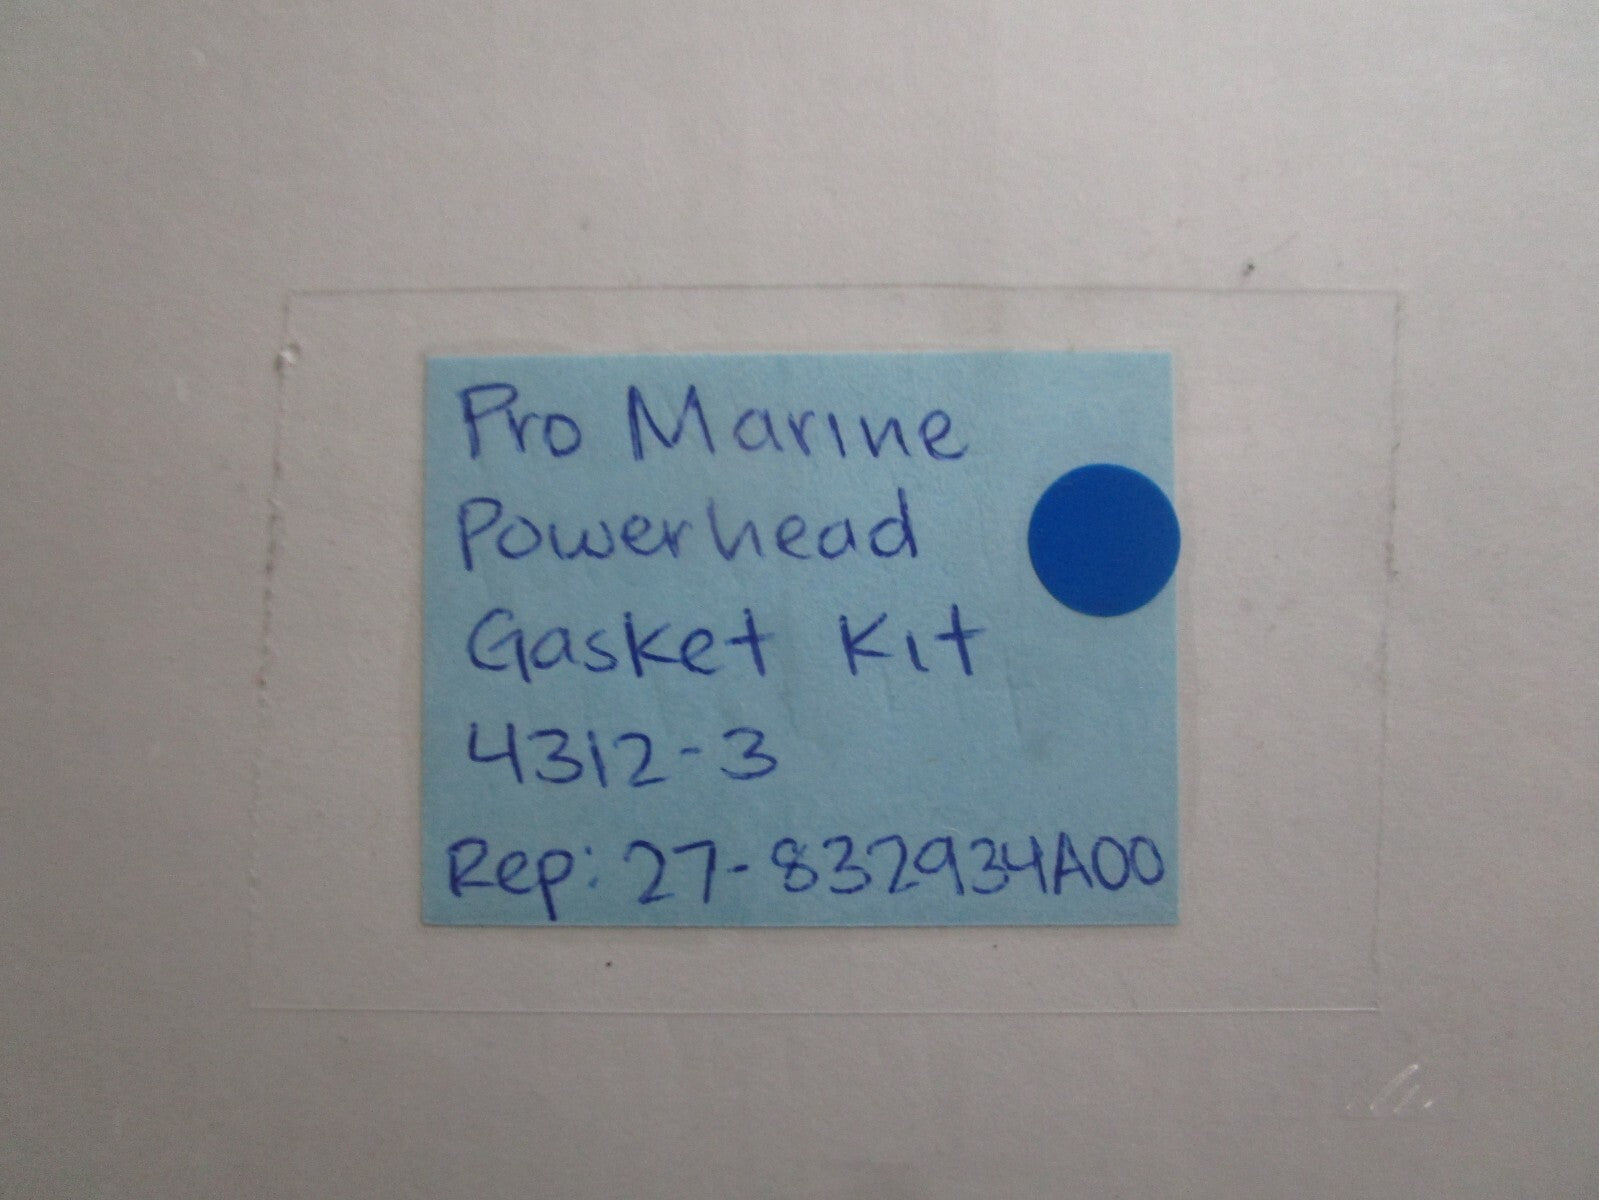 Pro Marine
Powerhead
Gasket Kit
4312-3
Rep: 27-832934A00